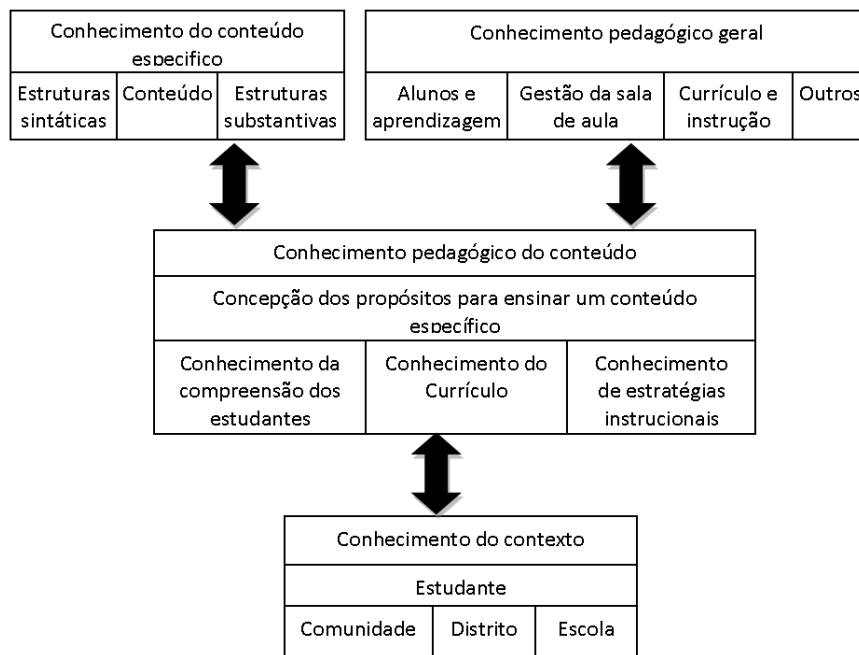 Conhecimento do conteúdo
especifico
Estruturas
sintáticas
Conteúdo
Estruturas
substantivas
Conhecimento pedagógico geral
Alunos e
aprendizagem
Gestão da sala
de aula
Currículo e
instrução
Outros
Conhecimento pedagógico do conteúdo
Concepção dos propósitos para ensinar um conteúdo
específico
Conhecimento da
compreensão dos
estudantes
Conhecimento do
Currículo
Conhecimento
de estratégias
instrucionais
Conhecimento do contexto
Estudante
Comunidade
Distrito
Escola